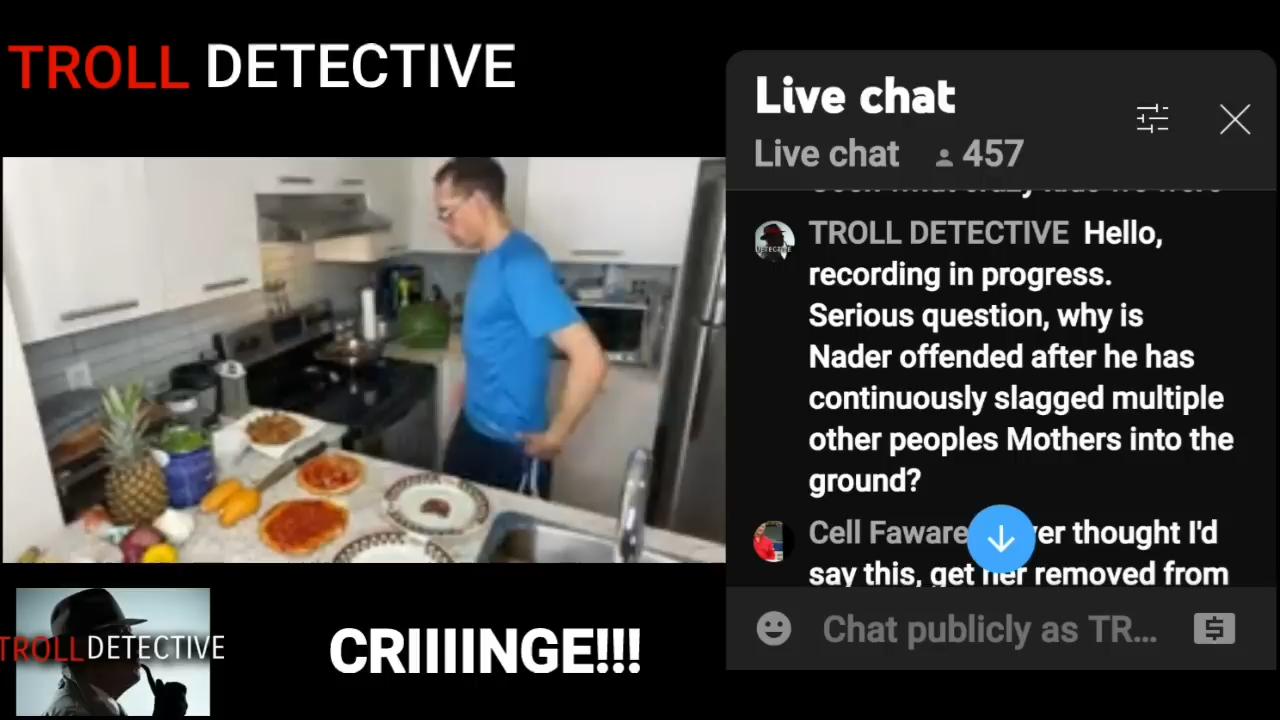 TROLL DETECTIVE
Live chat
Live chat 457
TROLL DETECTIVE Hello,
recording in progress.
Serious question, why is
Nader offended after he has
continuously slagged multiple
other peoples Mothers into the
ground?
Cell Faware
thought I'd
say this, get her removed from
Chat publicly as TR...
TROLLDETECTIVE
CRIIIINGE!!!